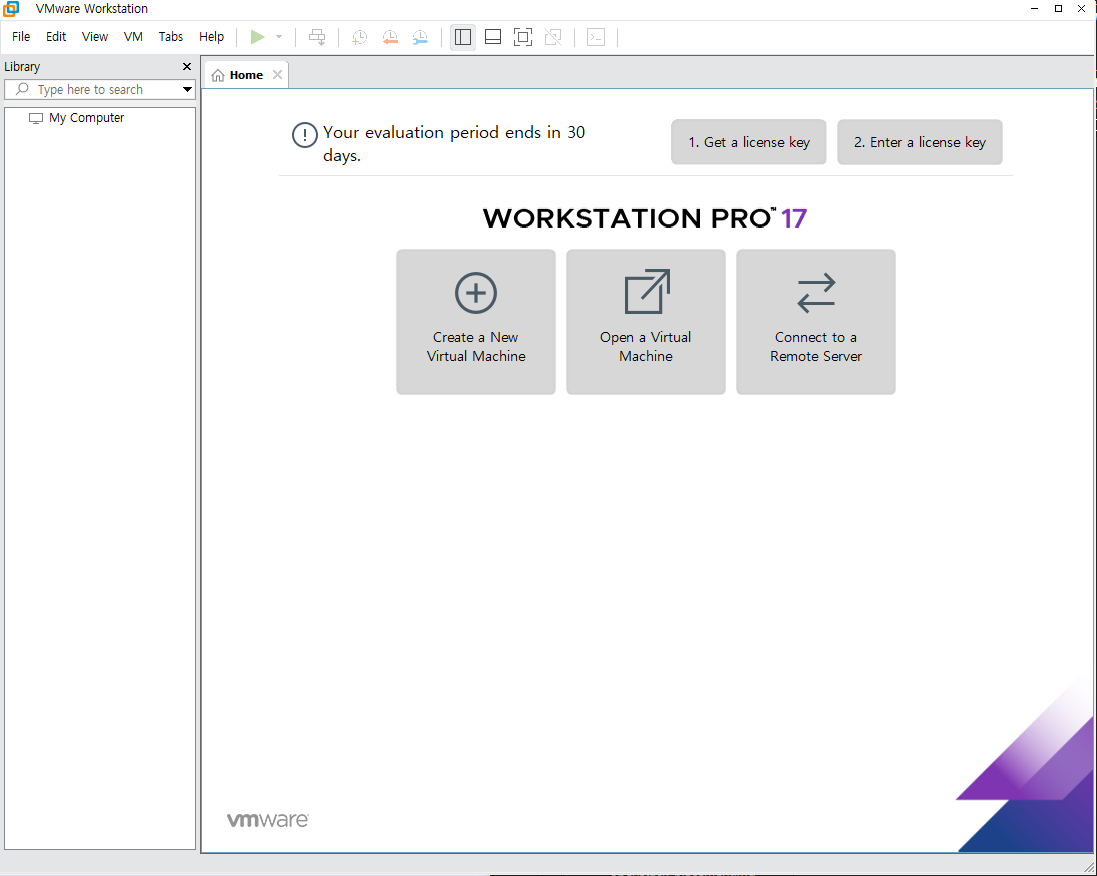 VMware Workstation
File Edit View VM Tabs Help
Library
Type here to search
My Computer
Home
Your evaluation period ends in 30
days.
1. Get a license key
2. Enter a license key
WORKSTATION PRO™ 17
Create a New
Virtual Machine
Open a Virtual
Machine
Connect to a
Remote Server
vmware